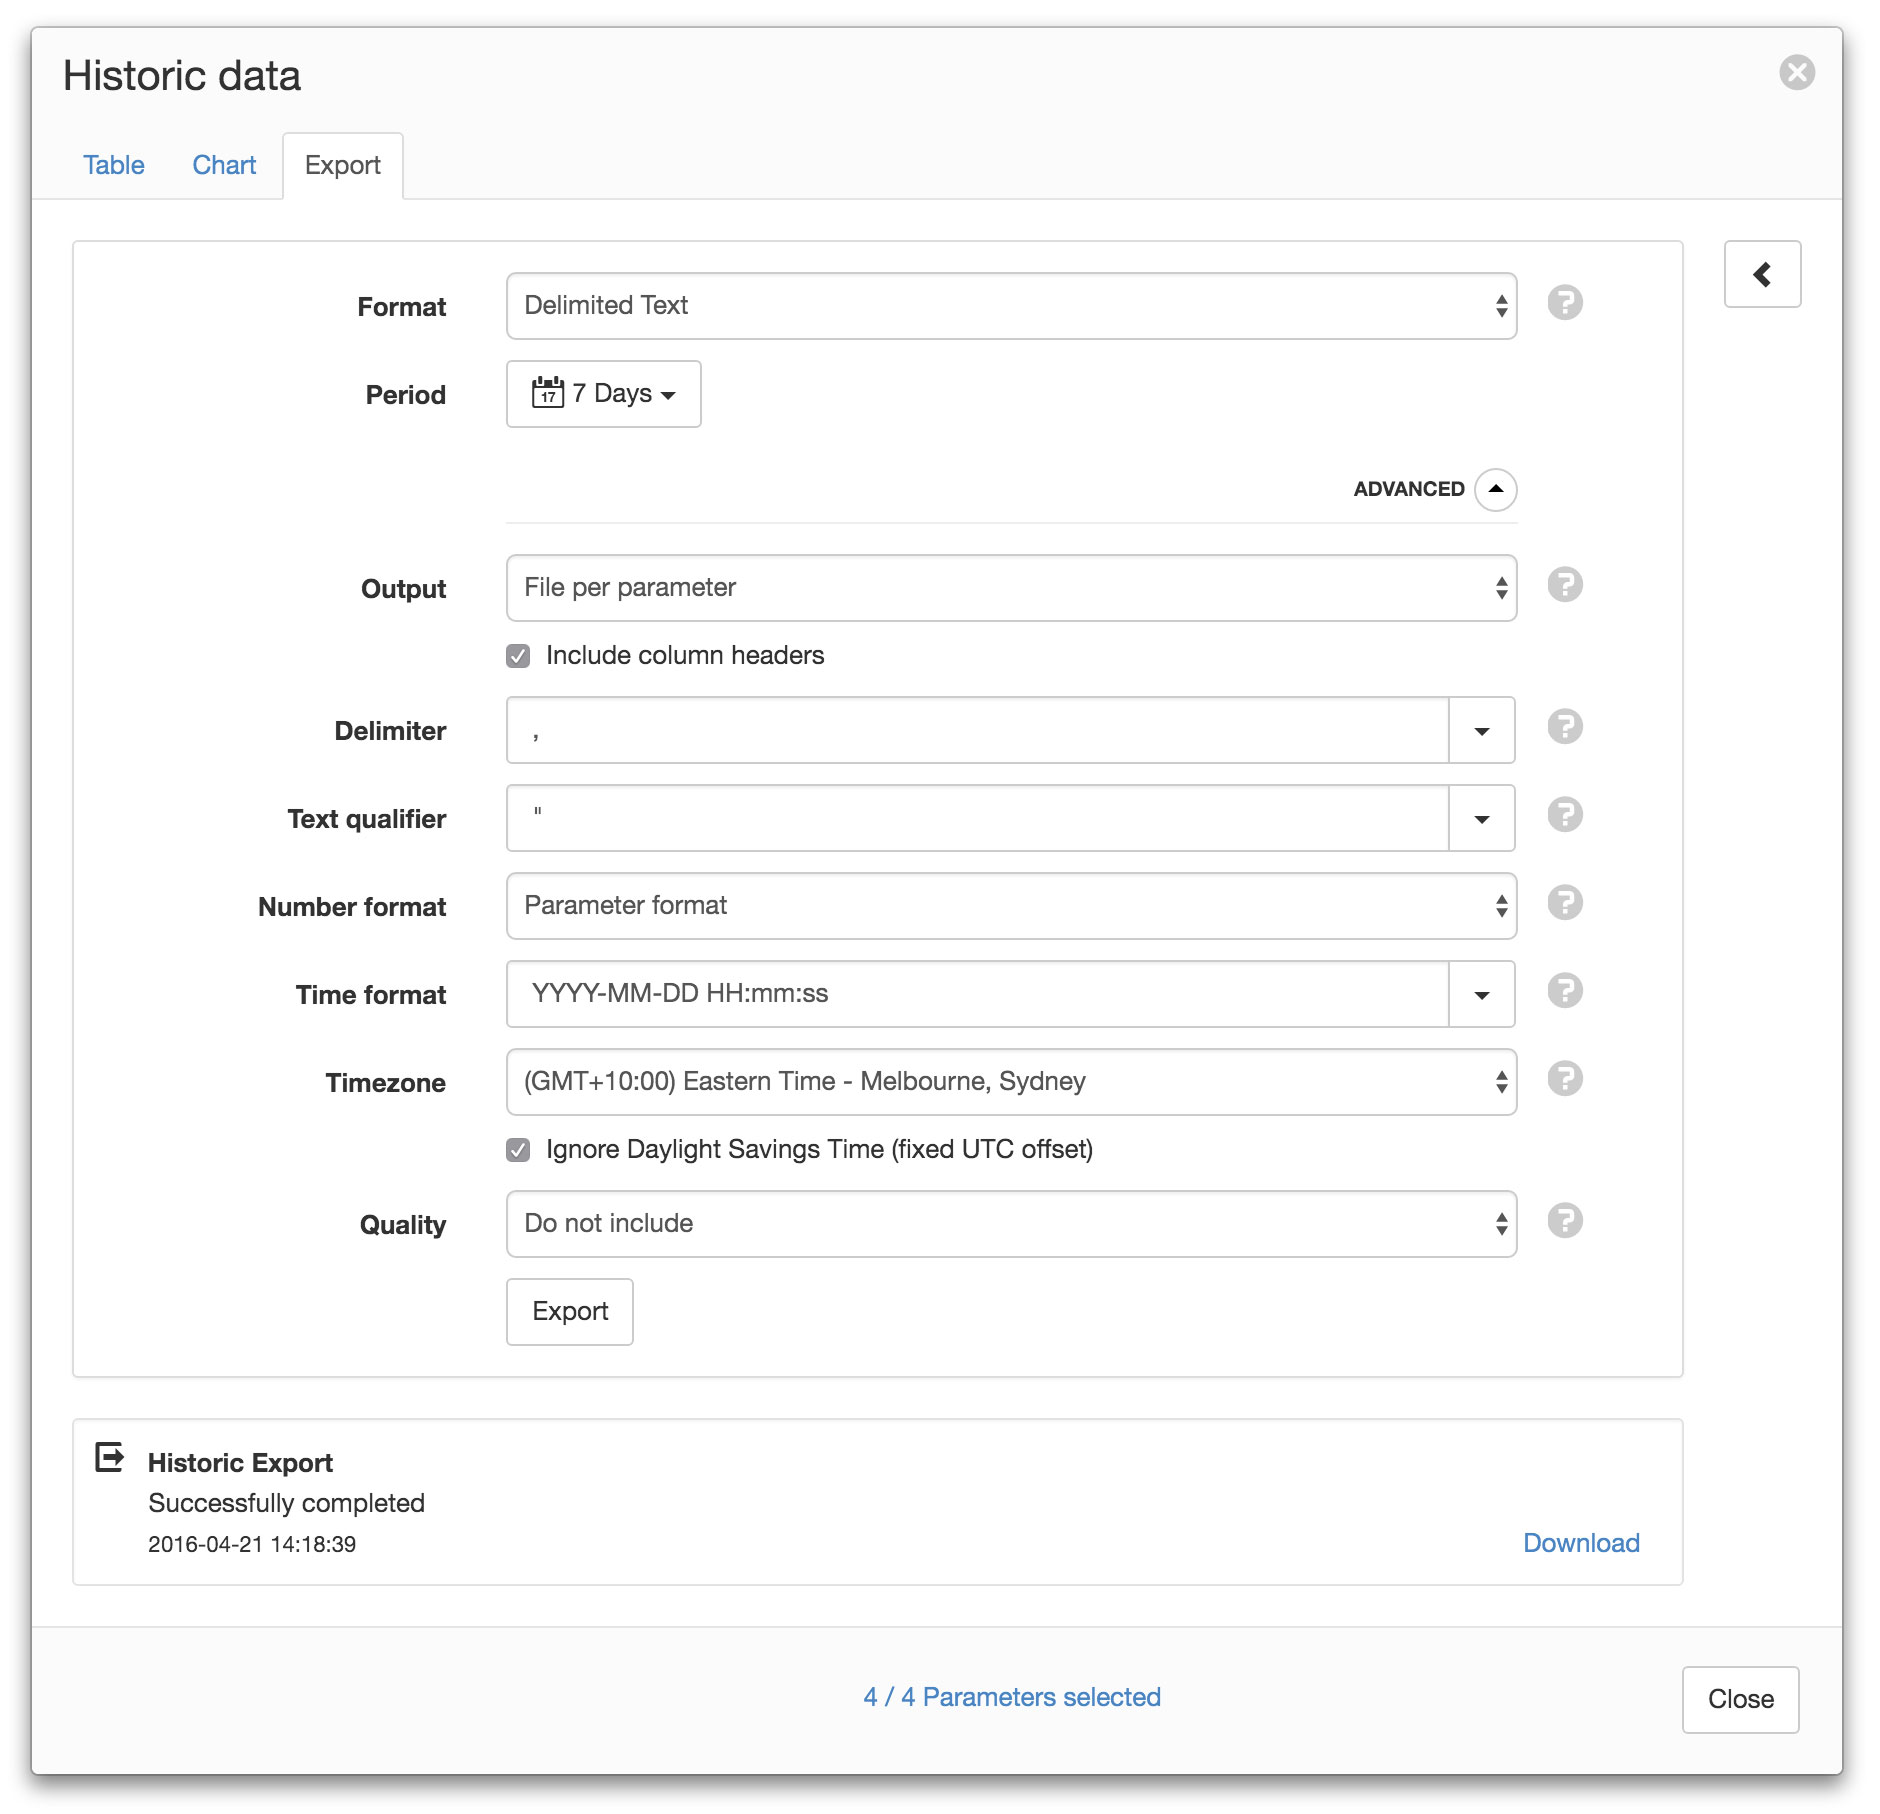 Historic data
Table Chart Export
Format Delimited Text ?
Period 17 7 Days
ADVANCED
Output File per parameter ?
Include column headers
Delimiter , ?
Text qualifier " ?
Number format Parameter format ?
Time format YYYY-MM-DD HH:mm:ss ?
Timezone (GMT+10:00) Eastern Time - Melbourne, Sydney ?
Ignore Daylight Savings Time (fixed UTC offset)
Quality Do not include ?
Export
Historic Export
Successfully completed
2016-04-21 14:18:39
Download
4 / 4 Parameters selected
Close